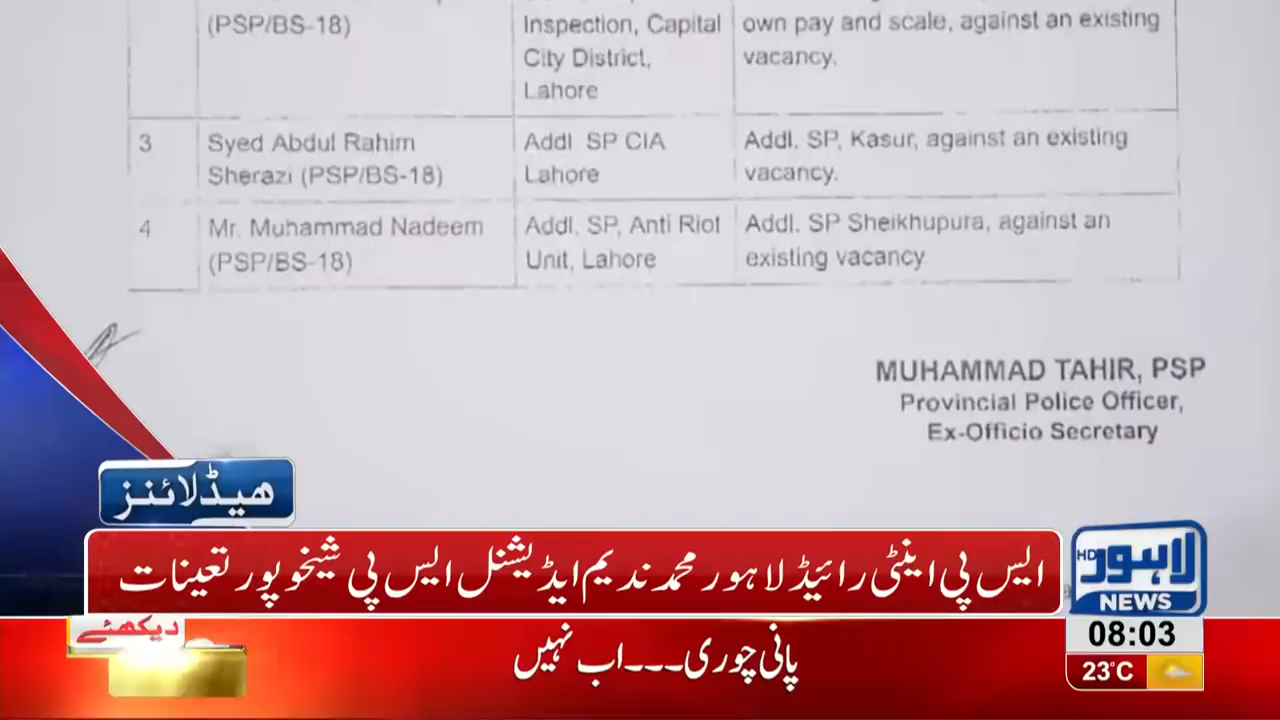 (PSP/BS-18)
Inspection, Capital
City District,
Lahore
own pay and scale, against an existing
vacancy.
3
Syed Abdul Rahim
Sherazi (PSP/BS-18)
Addl. SP CIA
Lahore
Addl. SP, Kasur, against an existing
vacancy.
4
Mr. Muhammad Nadeem
(PSP/BS-18)
Addl. SP, Anti Riot
Unit, Lahore
Addl. SP Sheikhupura, against an
existing vacancy
MUHAMMAD TAHIR, PSP
Provincial Police Officer,
Ex-Officio Secretary
ھیڈلائنز
ایس پی اینٹی رائیڈ لاہور محمد ندیم ایڈیشنل ایس پی شیخوپور تعینات
لاہور HD
NEWS
08:03
23°C
دیکھئے
پانی چوری۔۔۔اب نہیں